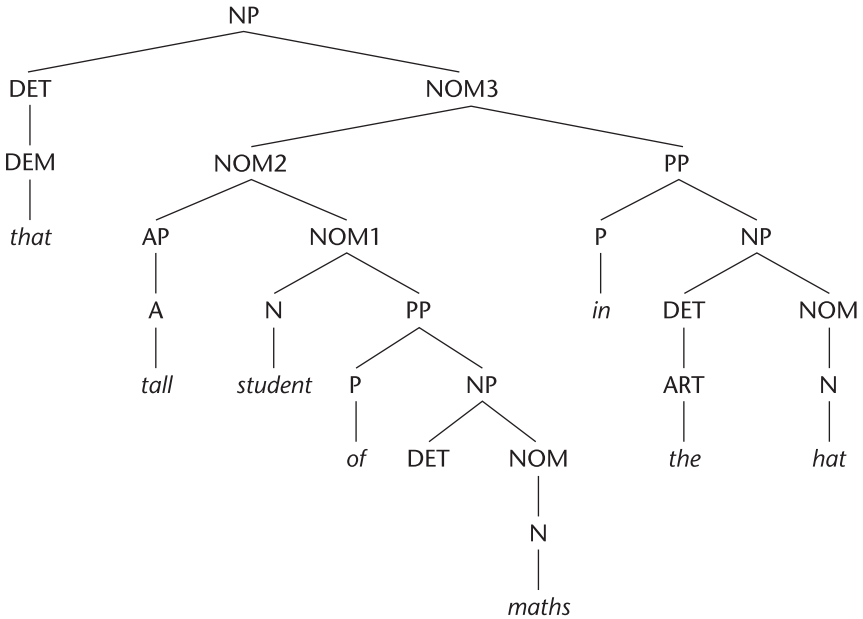 NP
DET NOM3
DEM NOM2 PP
that AP NOM1 P NP
A N PP in DET NOM
tall student P NP ART N
of DET NOM the hat
N
maths